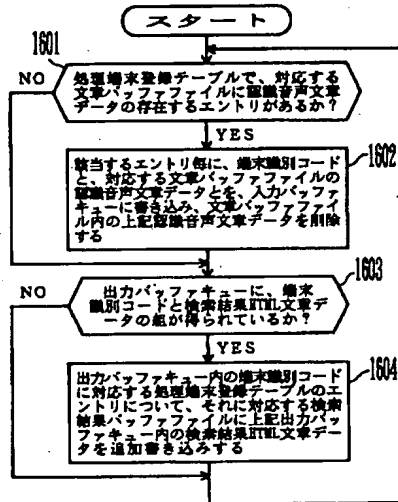 スタート
1601
処理端末登録テーブルで、対応する
文章バッファファイルに認識音声文章
データの存在するエントリがあるか?
NO
YES
1602
該当するエントリ毎に、端末識別コード
と、対応する文章バッファファイルの
認識音声文章データとを、入力バッファ
キューに書き込み、文章バッファファ
イル内の上記認識音声文章データを削除
する
1603
出力バッファキューに、端末
識別コードと検索結果HTML文章デ
ータの組が得られているか?
NO
YES
1604
出力バッファキュー内の端末識別コード
に対応する処理端末登録テーブルのエ
ントリについて、それに対応する検索
結果バッファファイルに上記出力バッ
ファキュー内の検索結果HTML文章デー
タを追加書き込みする